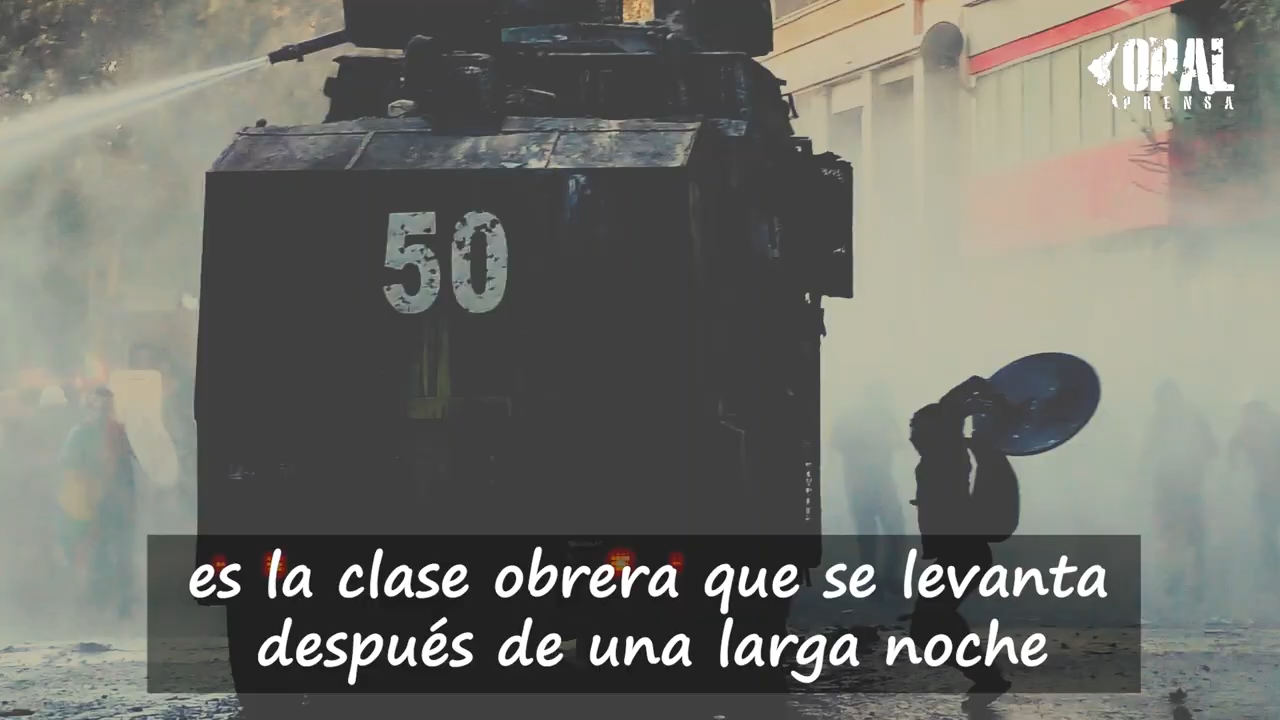 OPAL
PRENSA
50
es la clase obrera que se levanta
después de una larga noche